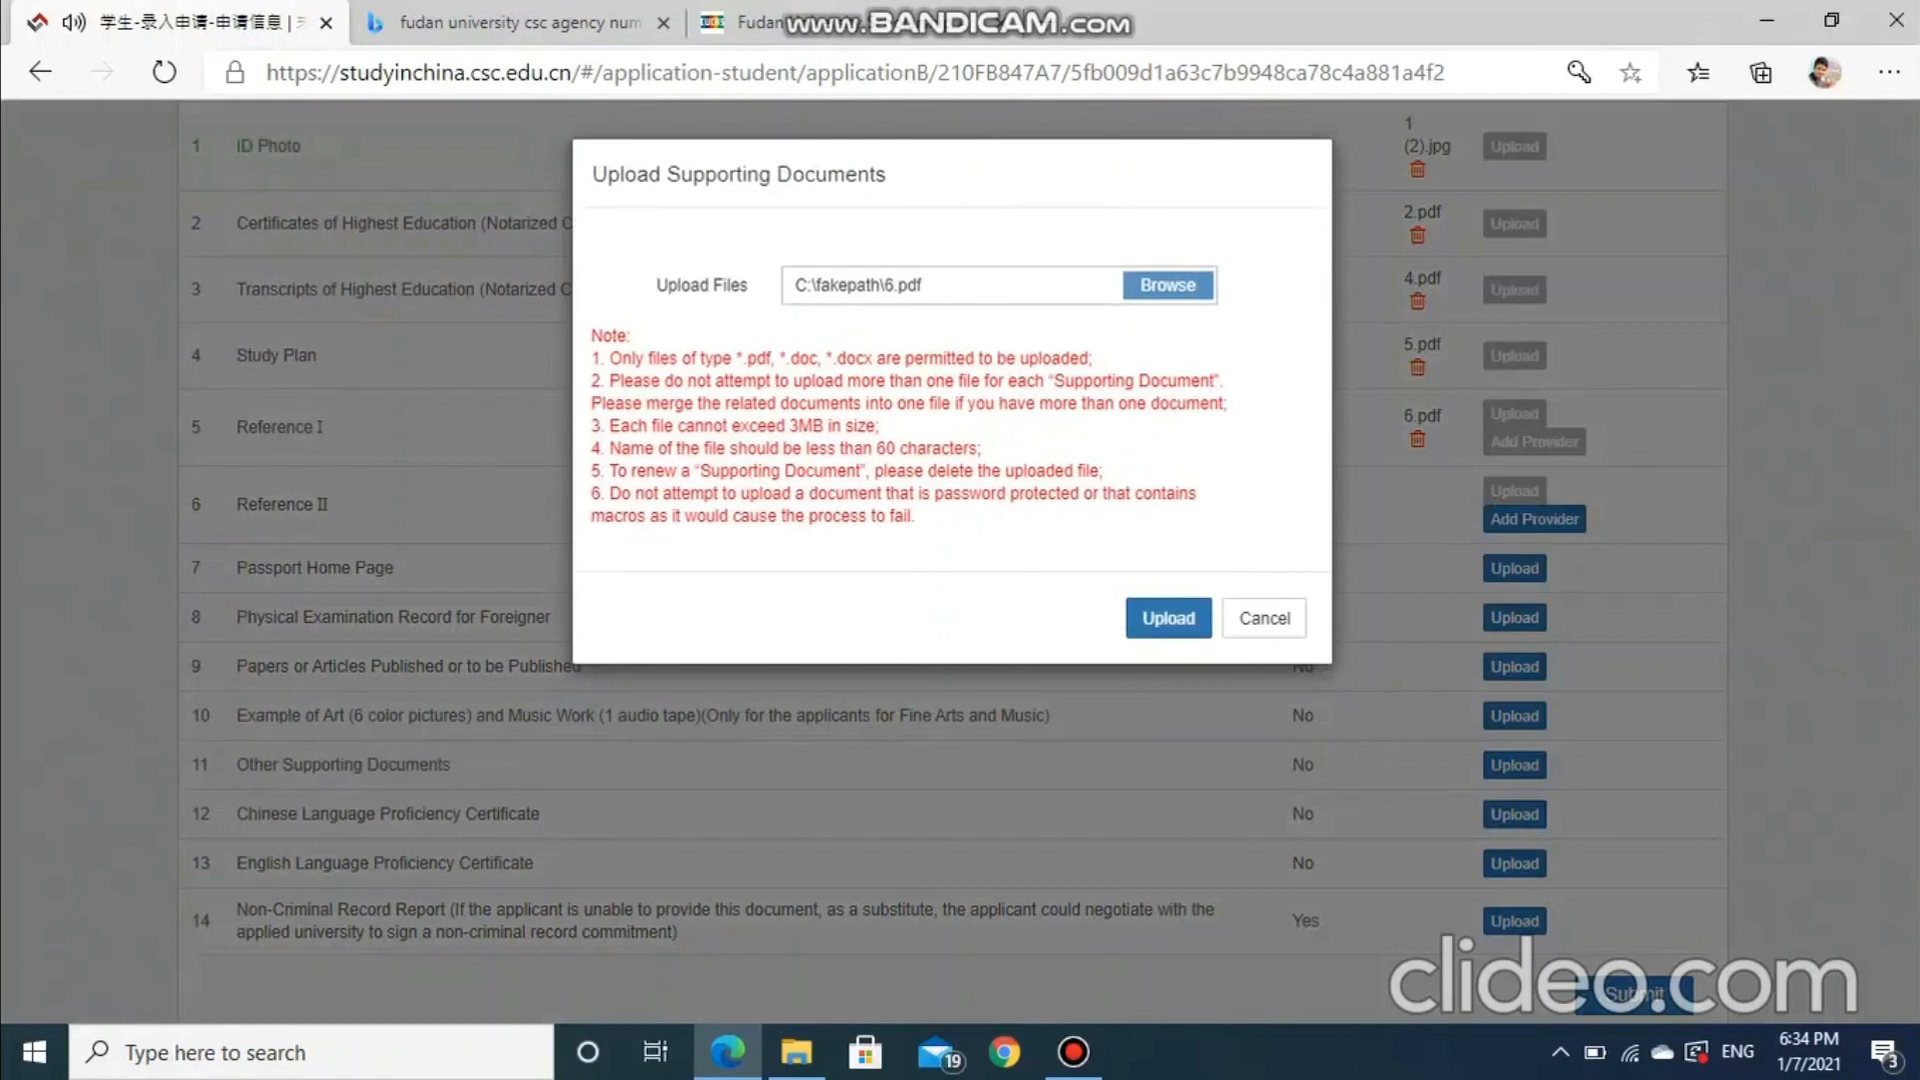 学生-录入申请-申请信息 |
fudan university csc agency num
Fudan
www.BANDICAM.com
https://studyinchina.csc.edu.cn/#/application-student/applicationB/210FB847A7/5fb009d1a63c7b9948ca78c4a881a4f2
1 ID Photo 1 (2).jpg Upload
2 Certificates of Highest Education (Notarized C 2.pdf Upload
3 Transcripts of Highest Education (Notarized C 4.pdf Upload
4 Study Plan 5.pdf Upload
5 Reference I 6.pdf Upload
Add Provider
6 Reference II Upload
Add Provider
7 Passport Home Page Upload
8 Physical Examination Record for Foreigner Upload
9 Papers or Articles Published or to be Published No Upload
10 Example of Art (6 color pictures) and Music Work (1 audio tape)(Only for the applicants for Fine Arts and Music) No Upload
11 Other Supporting Documents No Upload
12 Chinese Language Proficiency Certificate No Upload
13 English Language Proficiency Certificate No Upload
14 Non-Criminal Record Report (If the applicant is unable to provide this document, as a substitute, the applicant could negotiate with the
applied university to sign a non-criminal record commitment) Yes Upload
Submit
Upload Supporting Documents
Upload Files C:\fakepath\6.pdf Browse
Note:
1. Only files of type *.pdf, *.doc, *.docx are permitted to be uploaded;
2. Please do not attempt to upload more than one file for each “Supporting Document”.
Please merge the related documents into one file if you have more than one document;
3. Each file cannot exceed 3MB in size;
4. Name of the file should be less than 60 characters;
5. To renew a “Supporting Document”, please delete the uploaded file;
6. Do not attempt to upload a document that is password protected or that contains
macros as it would cause the process to fail.
Upload Cancel
clideo.com
Type here to search
19
ENG
6:34 PM
1/7/2021
3